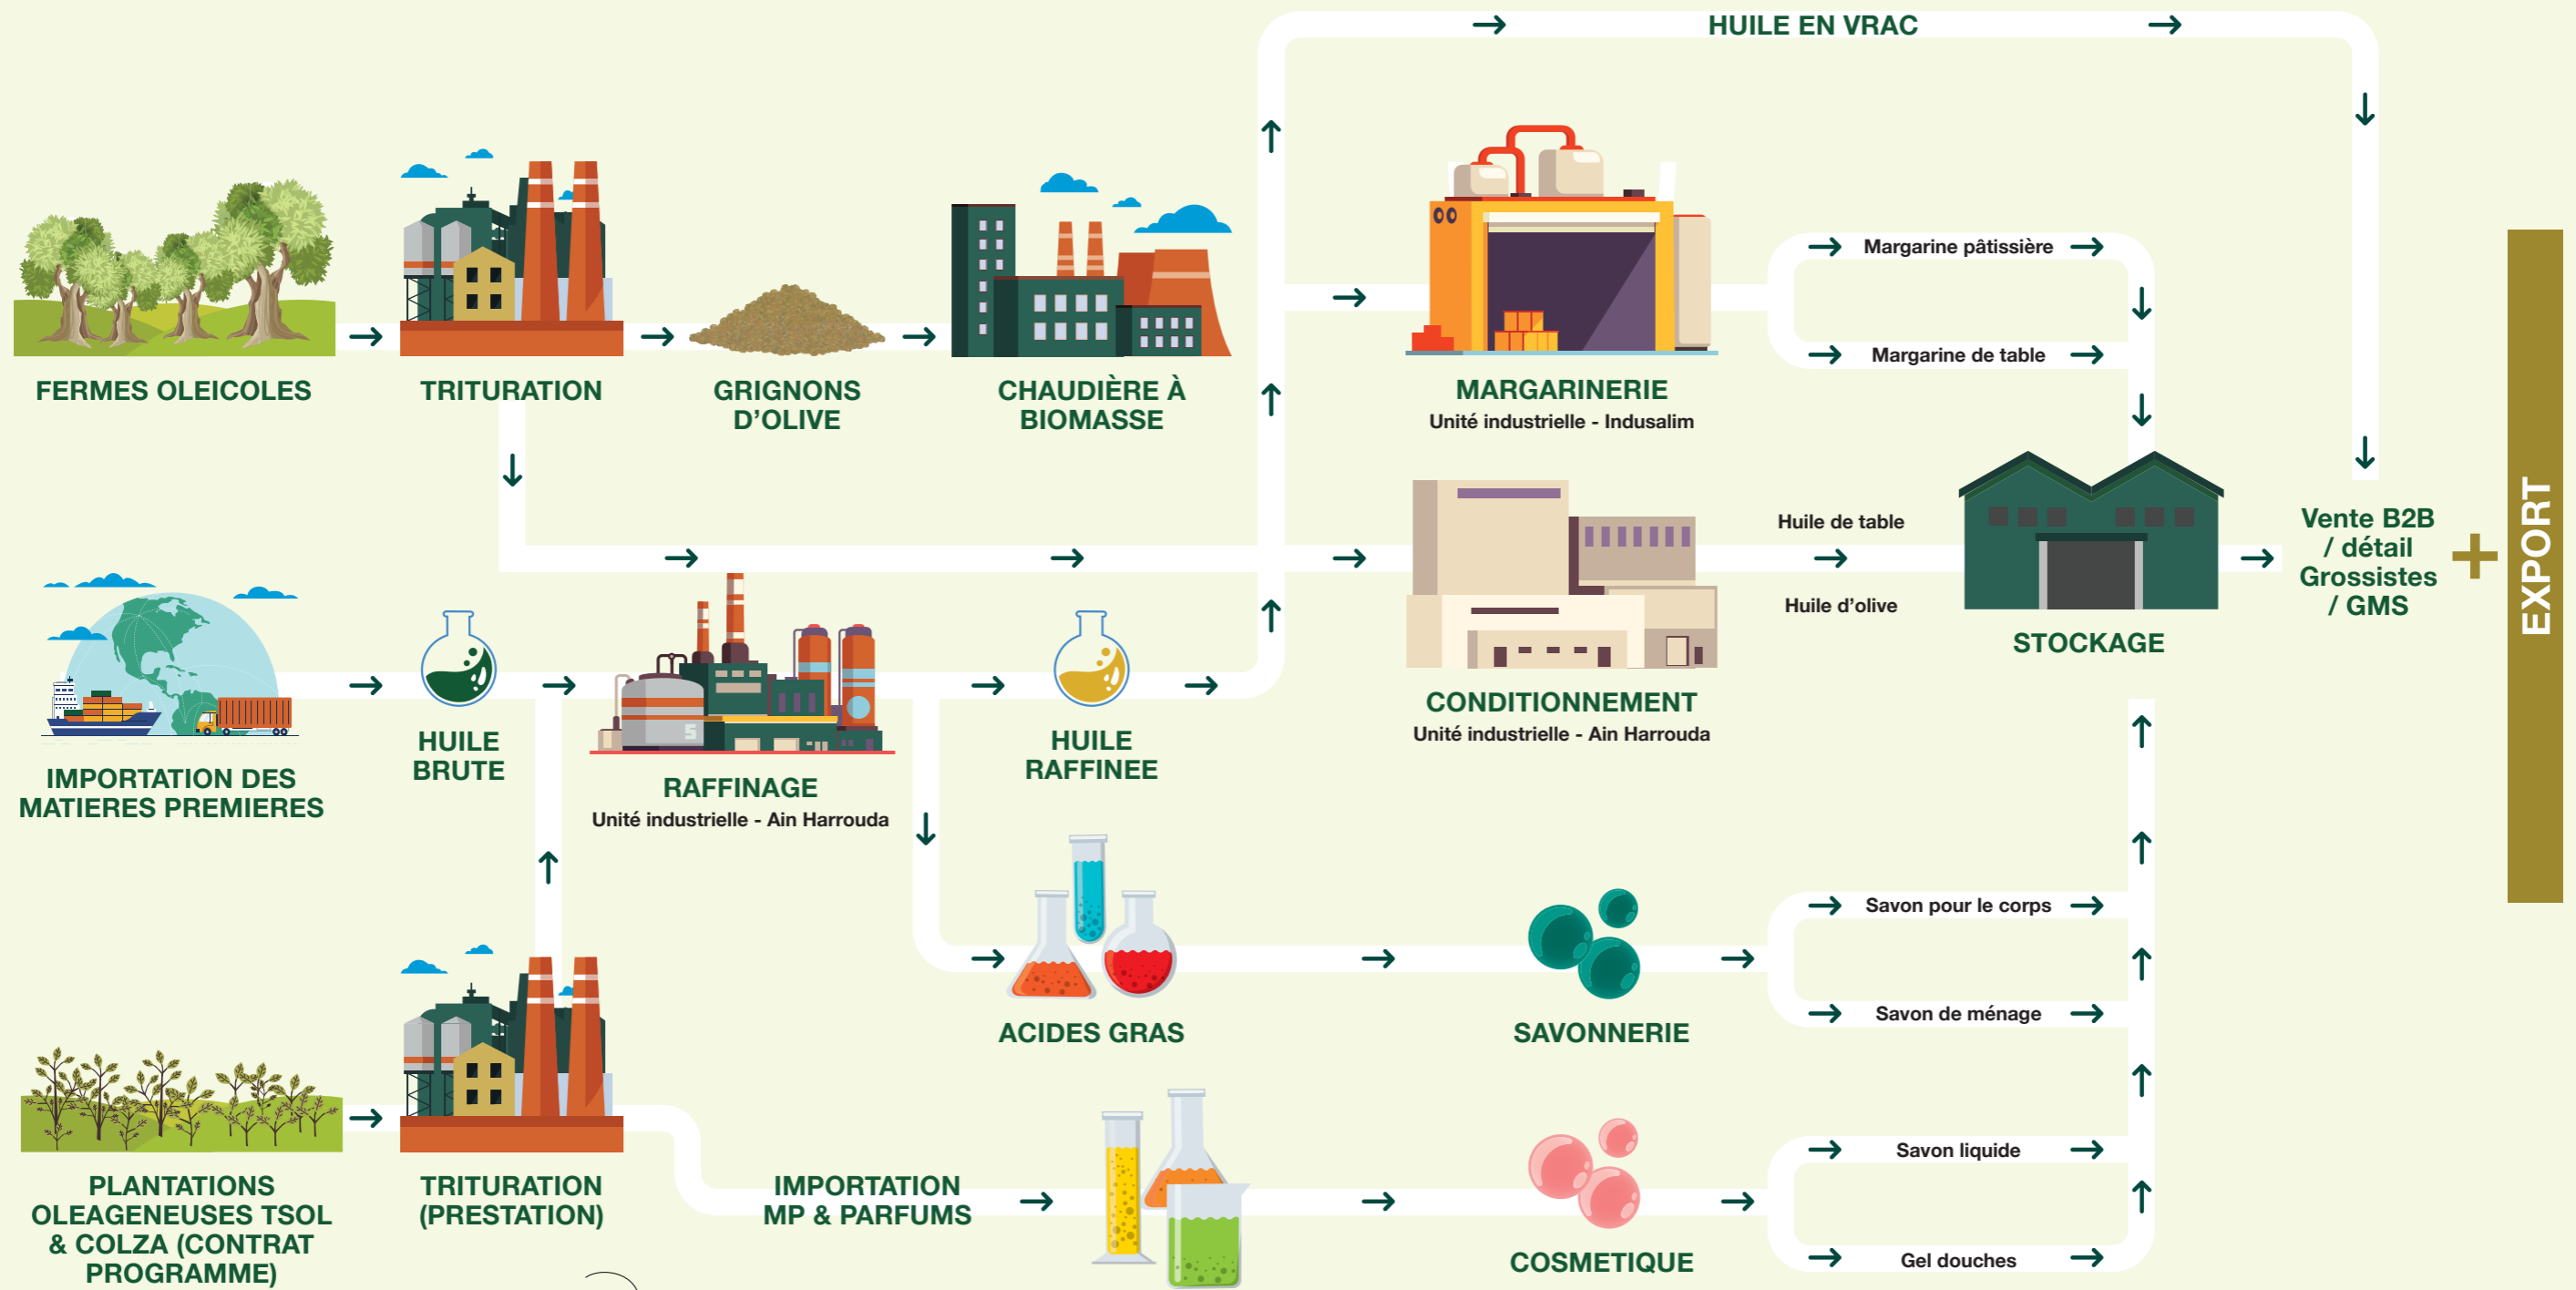 HUILE EN VRAC
FERMES OLEICOLES
TRITURATION
GRIGNONS
D’OLIVE
CHAUDIÈRE À
BIOMASSE
MARGARINERIE
Unité industrielle - Indusalim
Margarine pâtissière
Margarine de table
IMPORTATION DES
MATIERES PREMIERES
HUILE
BRUTE
RAFFINAGE
Unité industrielle - Ain Harrouda
HUILE
RAFFINEE
CONDITIONNEMENT
Unité industrielle - Ain Harrouda
Huile de table
Huile d’olive
STOCKAGE
Vente B2B
/ détail
Grossistes
/ GMS
+
EXPORT
ACIDES GRAS
SAVONNERIE
Savon pour le corps
Savon de ménage
PLANTATIONS
OLEAGENEUSES TSOL
& COLZA (CONTRAT
PROGRAMME)
TRITURATION
(PRESTATION)
IMPORTATION
MP & PARFUMS
COSMETIQUE
Savon liquide
Gel douches